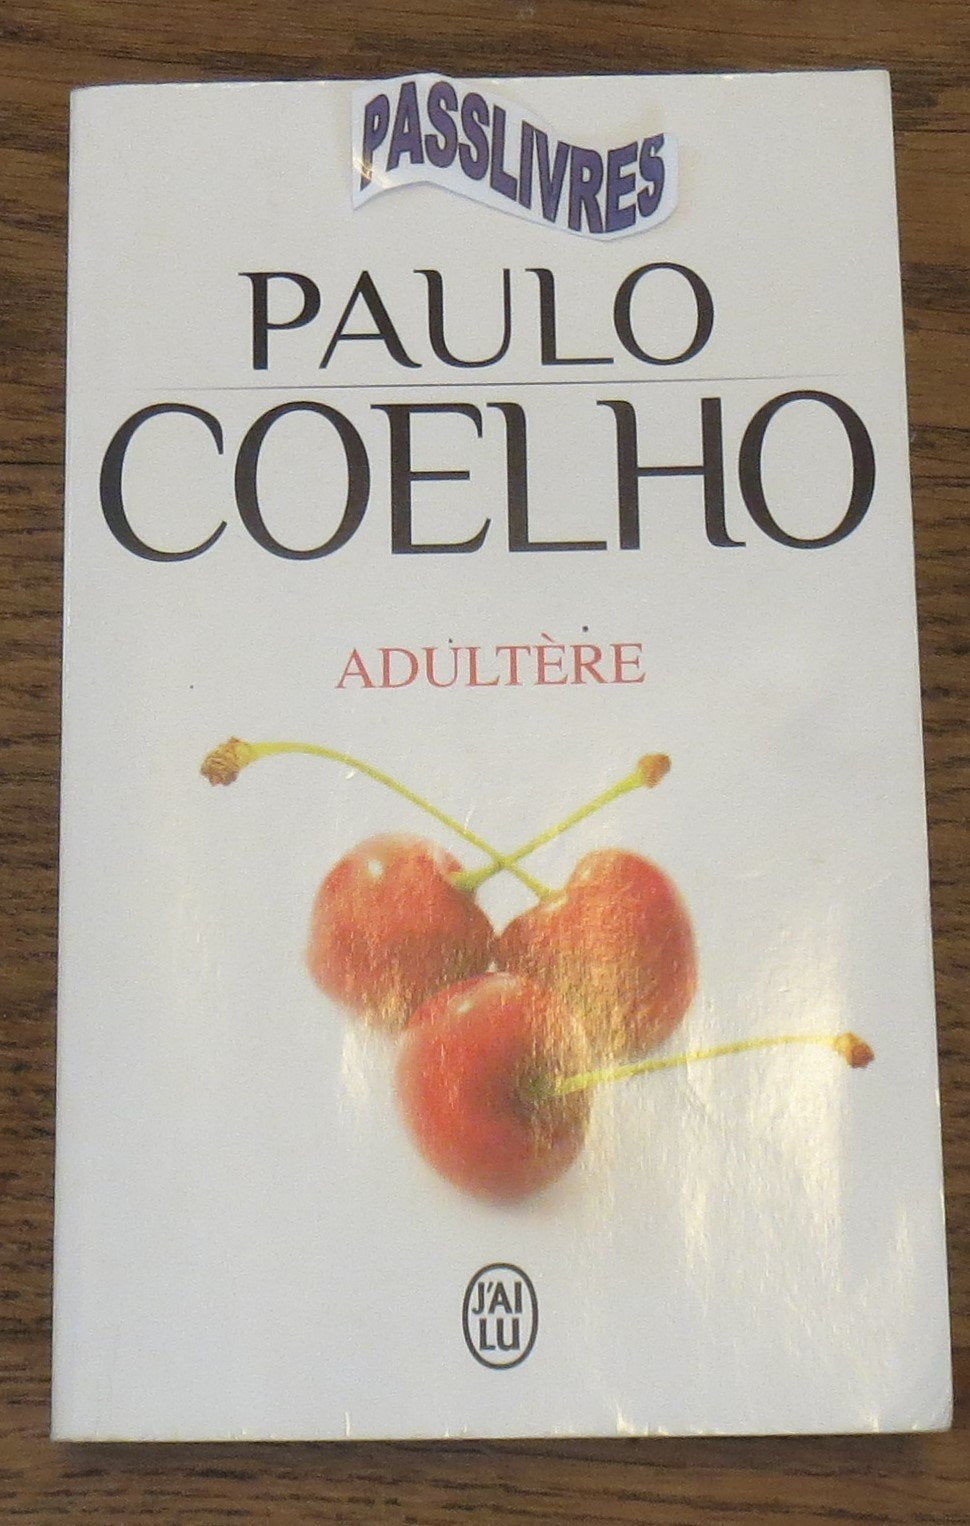 PASSLIVRES
PAULO
COELHO
ADULTÈRE
J'AI
LU